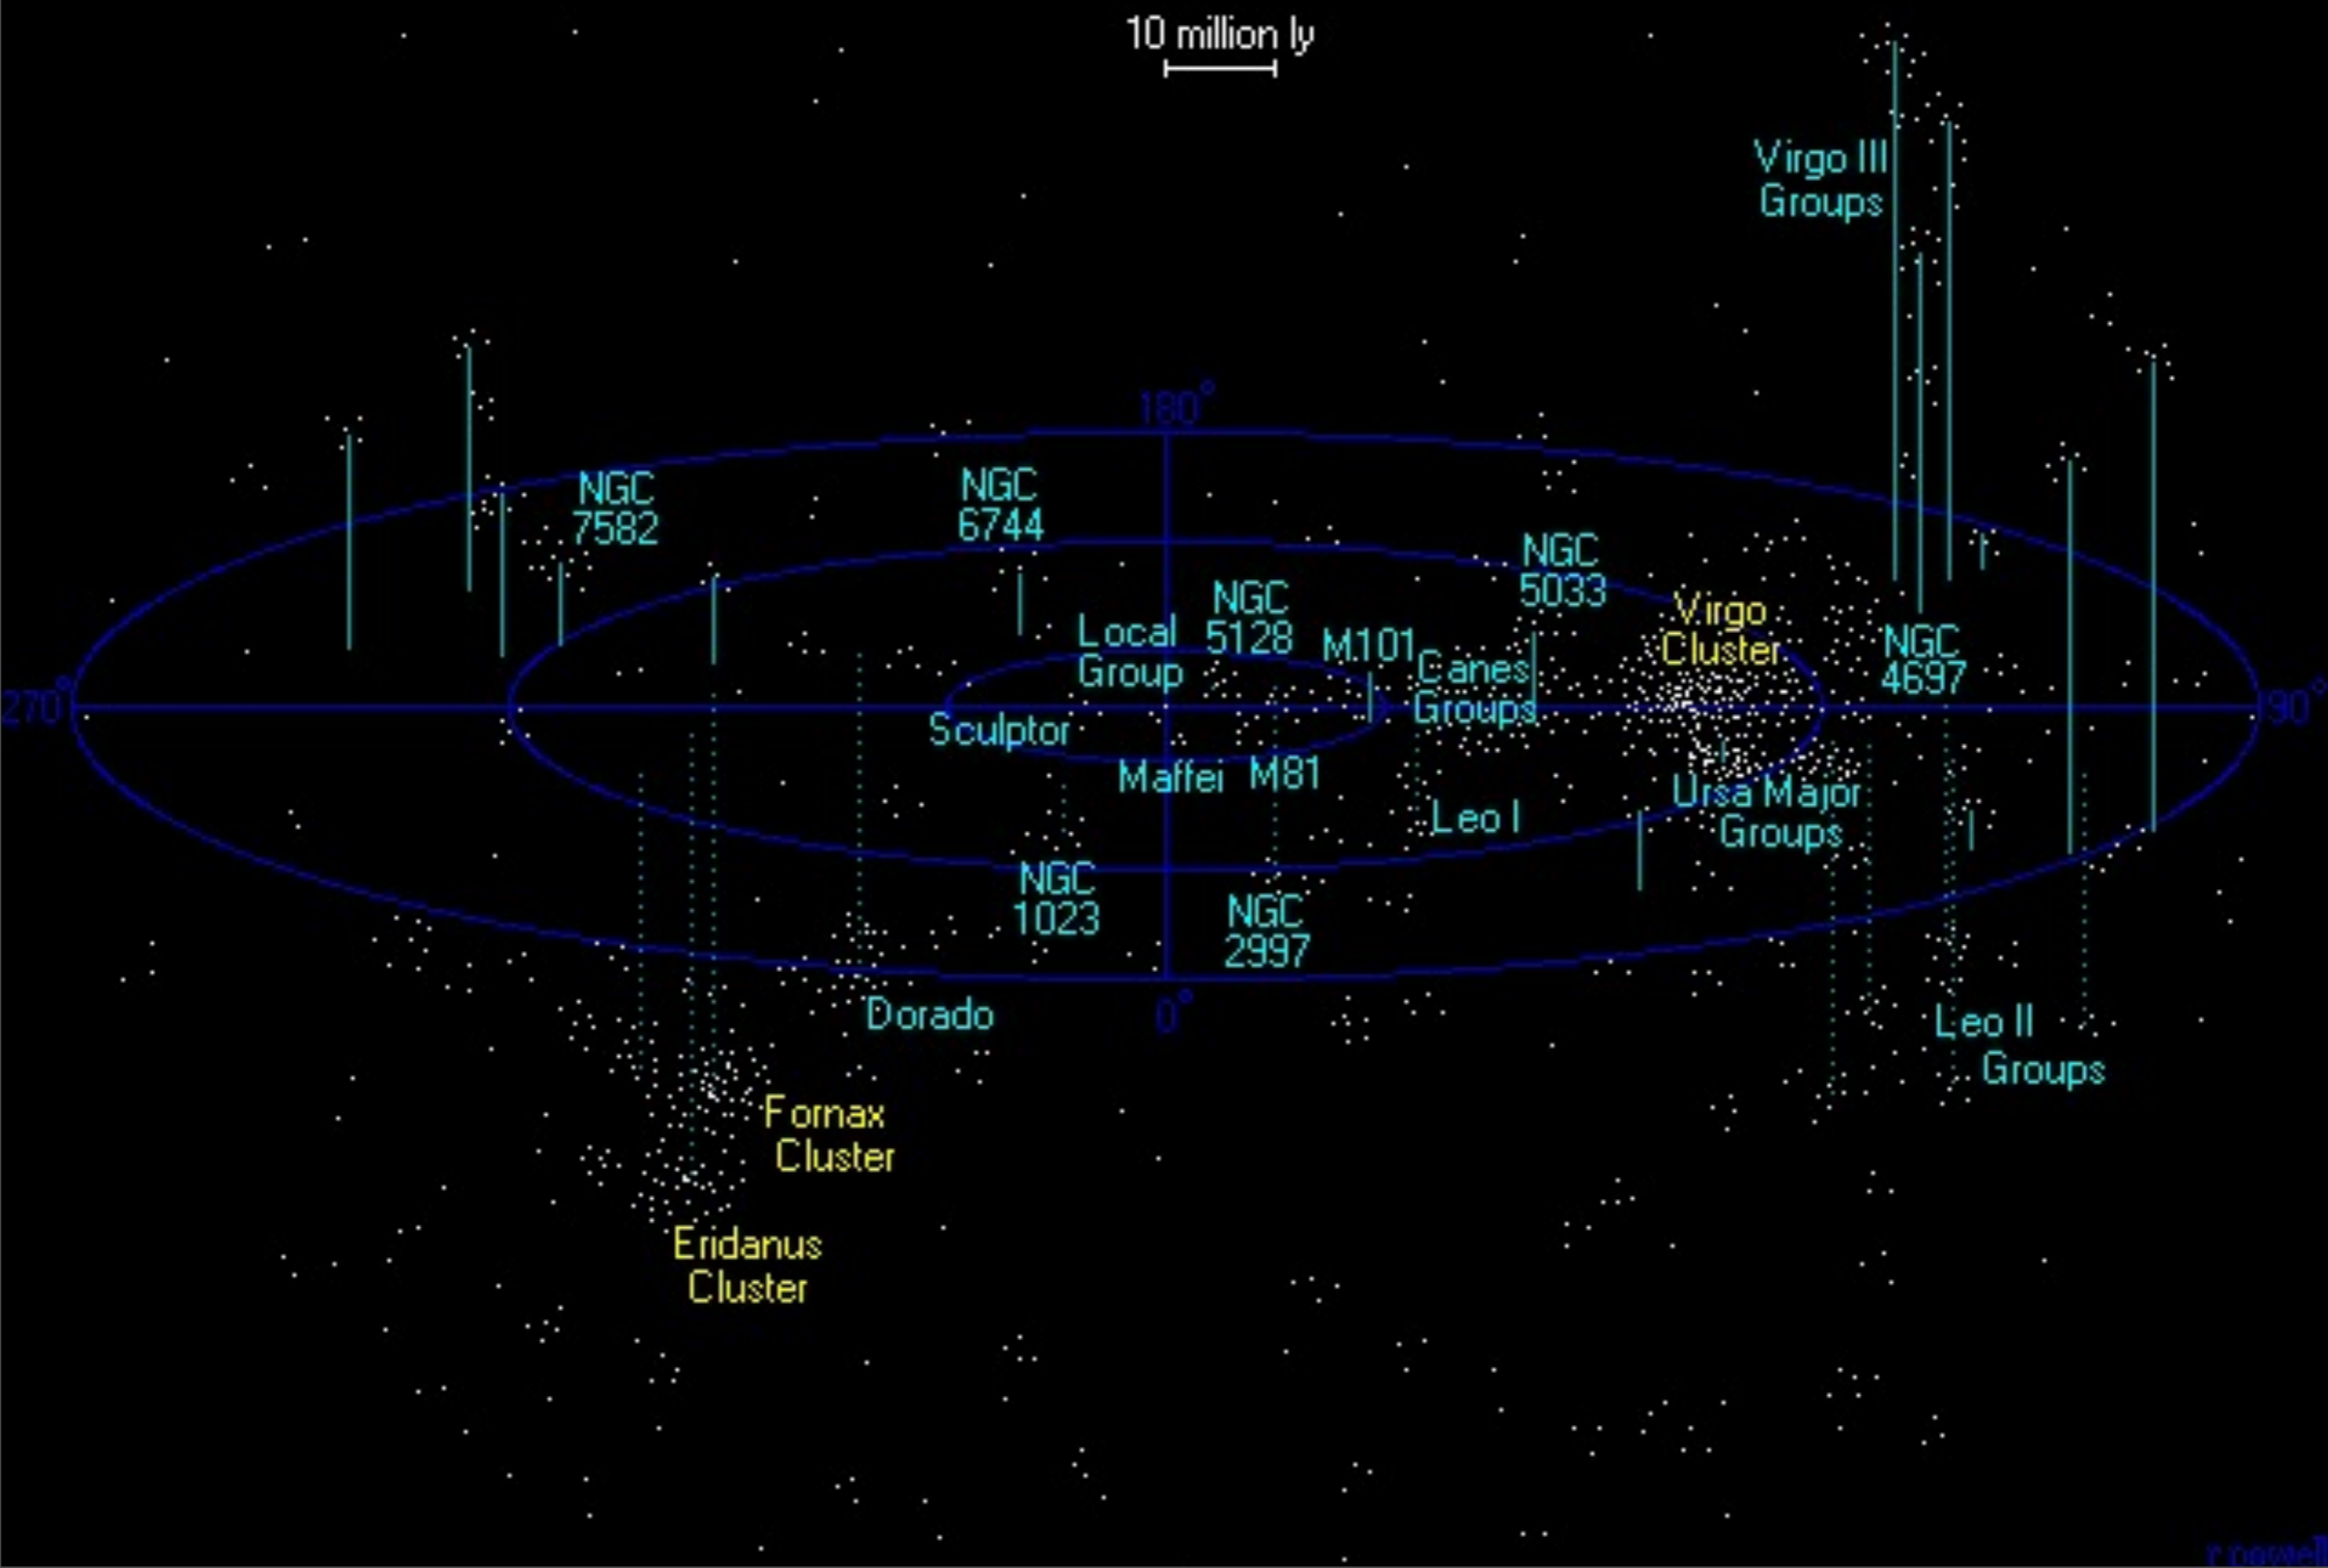 10 million ly
Virgo III
Groups
180°
NGC
7582
NGC
6744
NGC
5033
NGC
5128
Virgo
Cluster
Local
Group
M101
Canes
Groups
NGC
4697
270°
90°
Sculptor
Maffei
M81
Leo I
Ursa Major
Groups
NGC
1023
NGC
2997
Dorado
0°
Leo II
Groups
Fornax
Cluster
Eridanus
Cluster
r powell